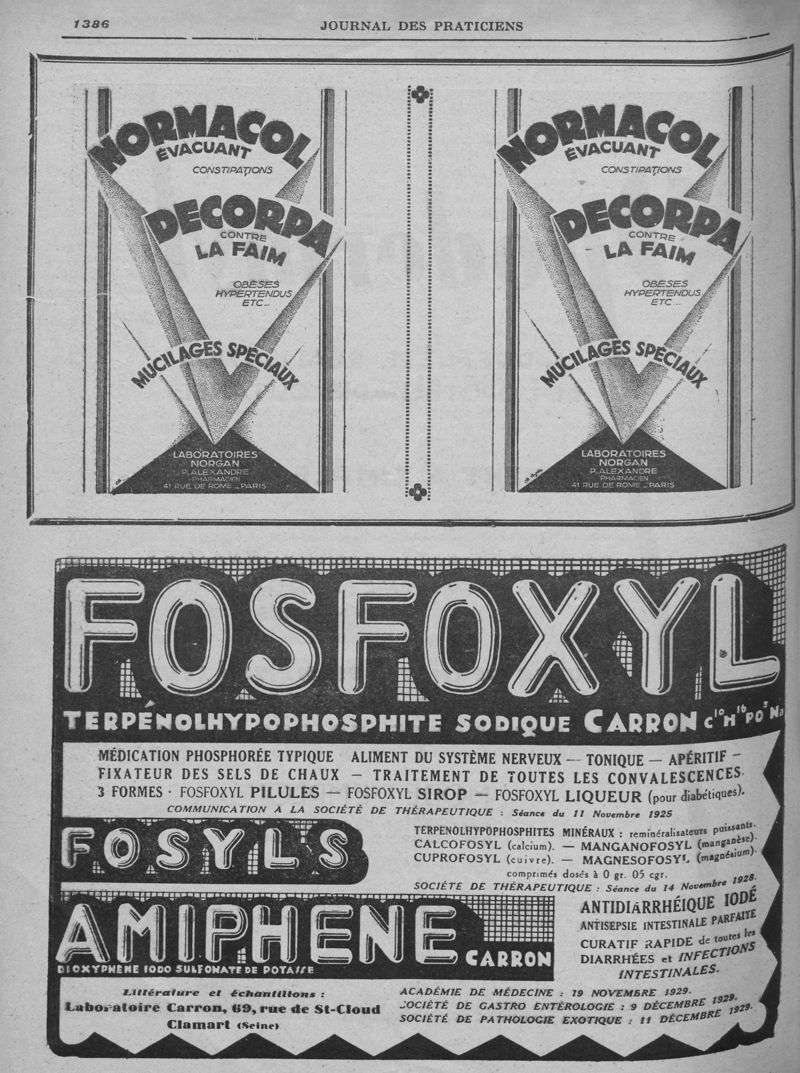 1386
JOURNAL DES PRATICIENS
NORMACOL
ÉVACUANT
CONSTIPATIONS
DECORPA
CONTRE
LA FAIM
OBÈSES
HYPERTENDUS
ETC..
MUCILAGES SPÉCIAUX
LABORATOIRES
NORGAN
P. ALEXANDRE
PHARMACIEN
41 RUE DE ROME _ PARIS
NORMACOL
ÉVACUANT
CONSTIPATIONS
DECORPA
CONTRE
LA FAIM
OBÈSES
HYPERTENDUS
ETC...
MUCILAGES SPÉCIAUX
LABORATOIRES
NORGAN
P. ALEXANDRE
PHARMACIEN
41 RUE DE ROME _ PARIS
FOSFOXYL
TERPÉNOLHYPOPHOSPHITE SODIQUE CARRON C¹⁰H¹⁶PO³Na
MÉDICATION PHOSPHORÉE TYPIQUE ALIMENT DU SYSTÈME NERVEUX — TONIQUE — APÉRITIF –
FIXATEUR DES SELS DE CHAUX — TRAITEMENT DE TOUTES LES CONVALESCENCES.
3 FORMES · FOSFOXYL PILULES — FOSFOXYL SIROP — FOSFOXYL LIQUEUR (pour diabétiques).
COMMUNICATION A LA SOCIÉTÉ DE THÉRAPEUTIQUE : Séance du 11 Novembre 1925
FOSYL'S
TERPENOLHYPOPHOSPHITES MINÉRAUX : reminéralisateurs puissants.
CALCOFOSYL (calcium). — MANGANOFOSYL (manganèse).
CUPROFOSYL (cuivre). — MAGNESOFOSYL (magnésium).
comprimés dosés à 0 gr. 05 cgr.
SOCIÉTÉ DE THÉRAPEUTIQUE : Séance du 14 Novembre 1928.
AMIPHENE
CARRON
DIOXYPHÈNE IODO SULFONATE DE POTASSE
ANTIDIARRHÉIQUE IODÉ
ANTISEPSIE INTESTINALE PARFAITE
CURATIF RAPIDE de toutes les
DIARRHÉES et INFECTIONS
INTESTINALES.
Littérature et échantillons :
Laboratoire Carron, 69, rue de St-Cloud
Clamart (Seine)
ACADÉMIE DE MÉDECINE : 19 NOVEMBRE 1929.
SOCIÉTÉ DE GASTRO ENTÉROLOGIE : 9 DÉCEMBRE 1929.
SOCIÉTÉ DE PATHOLOGIE EXOTIQUE : 11 DÉCEMBRE 1929.